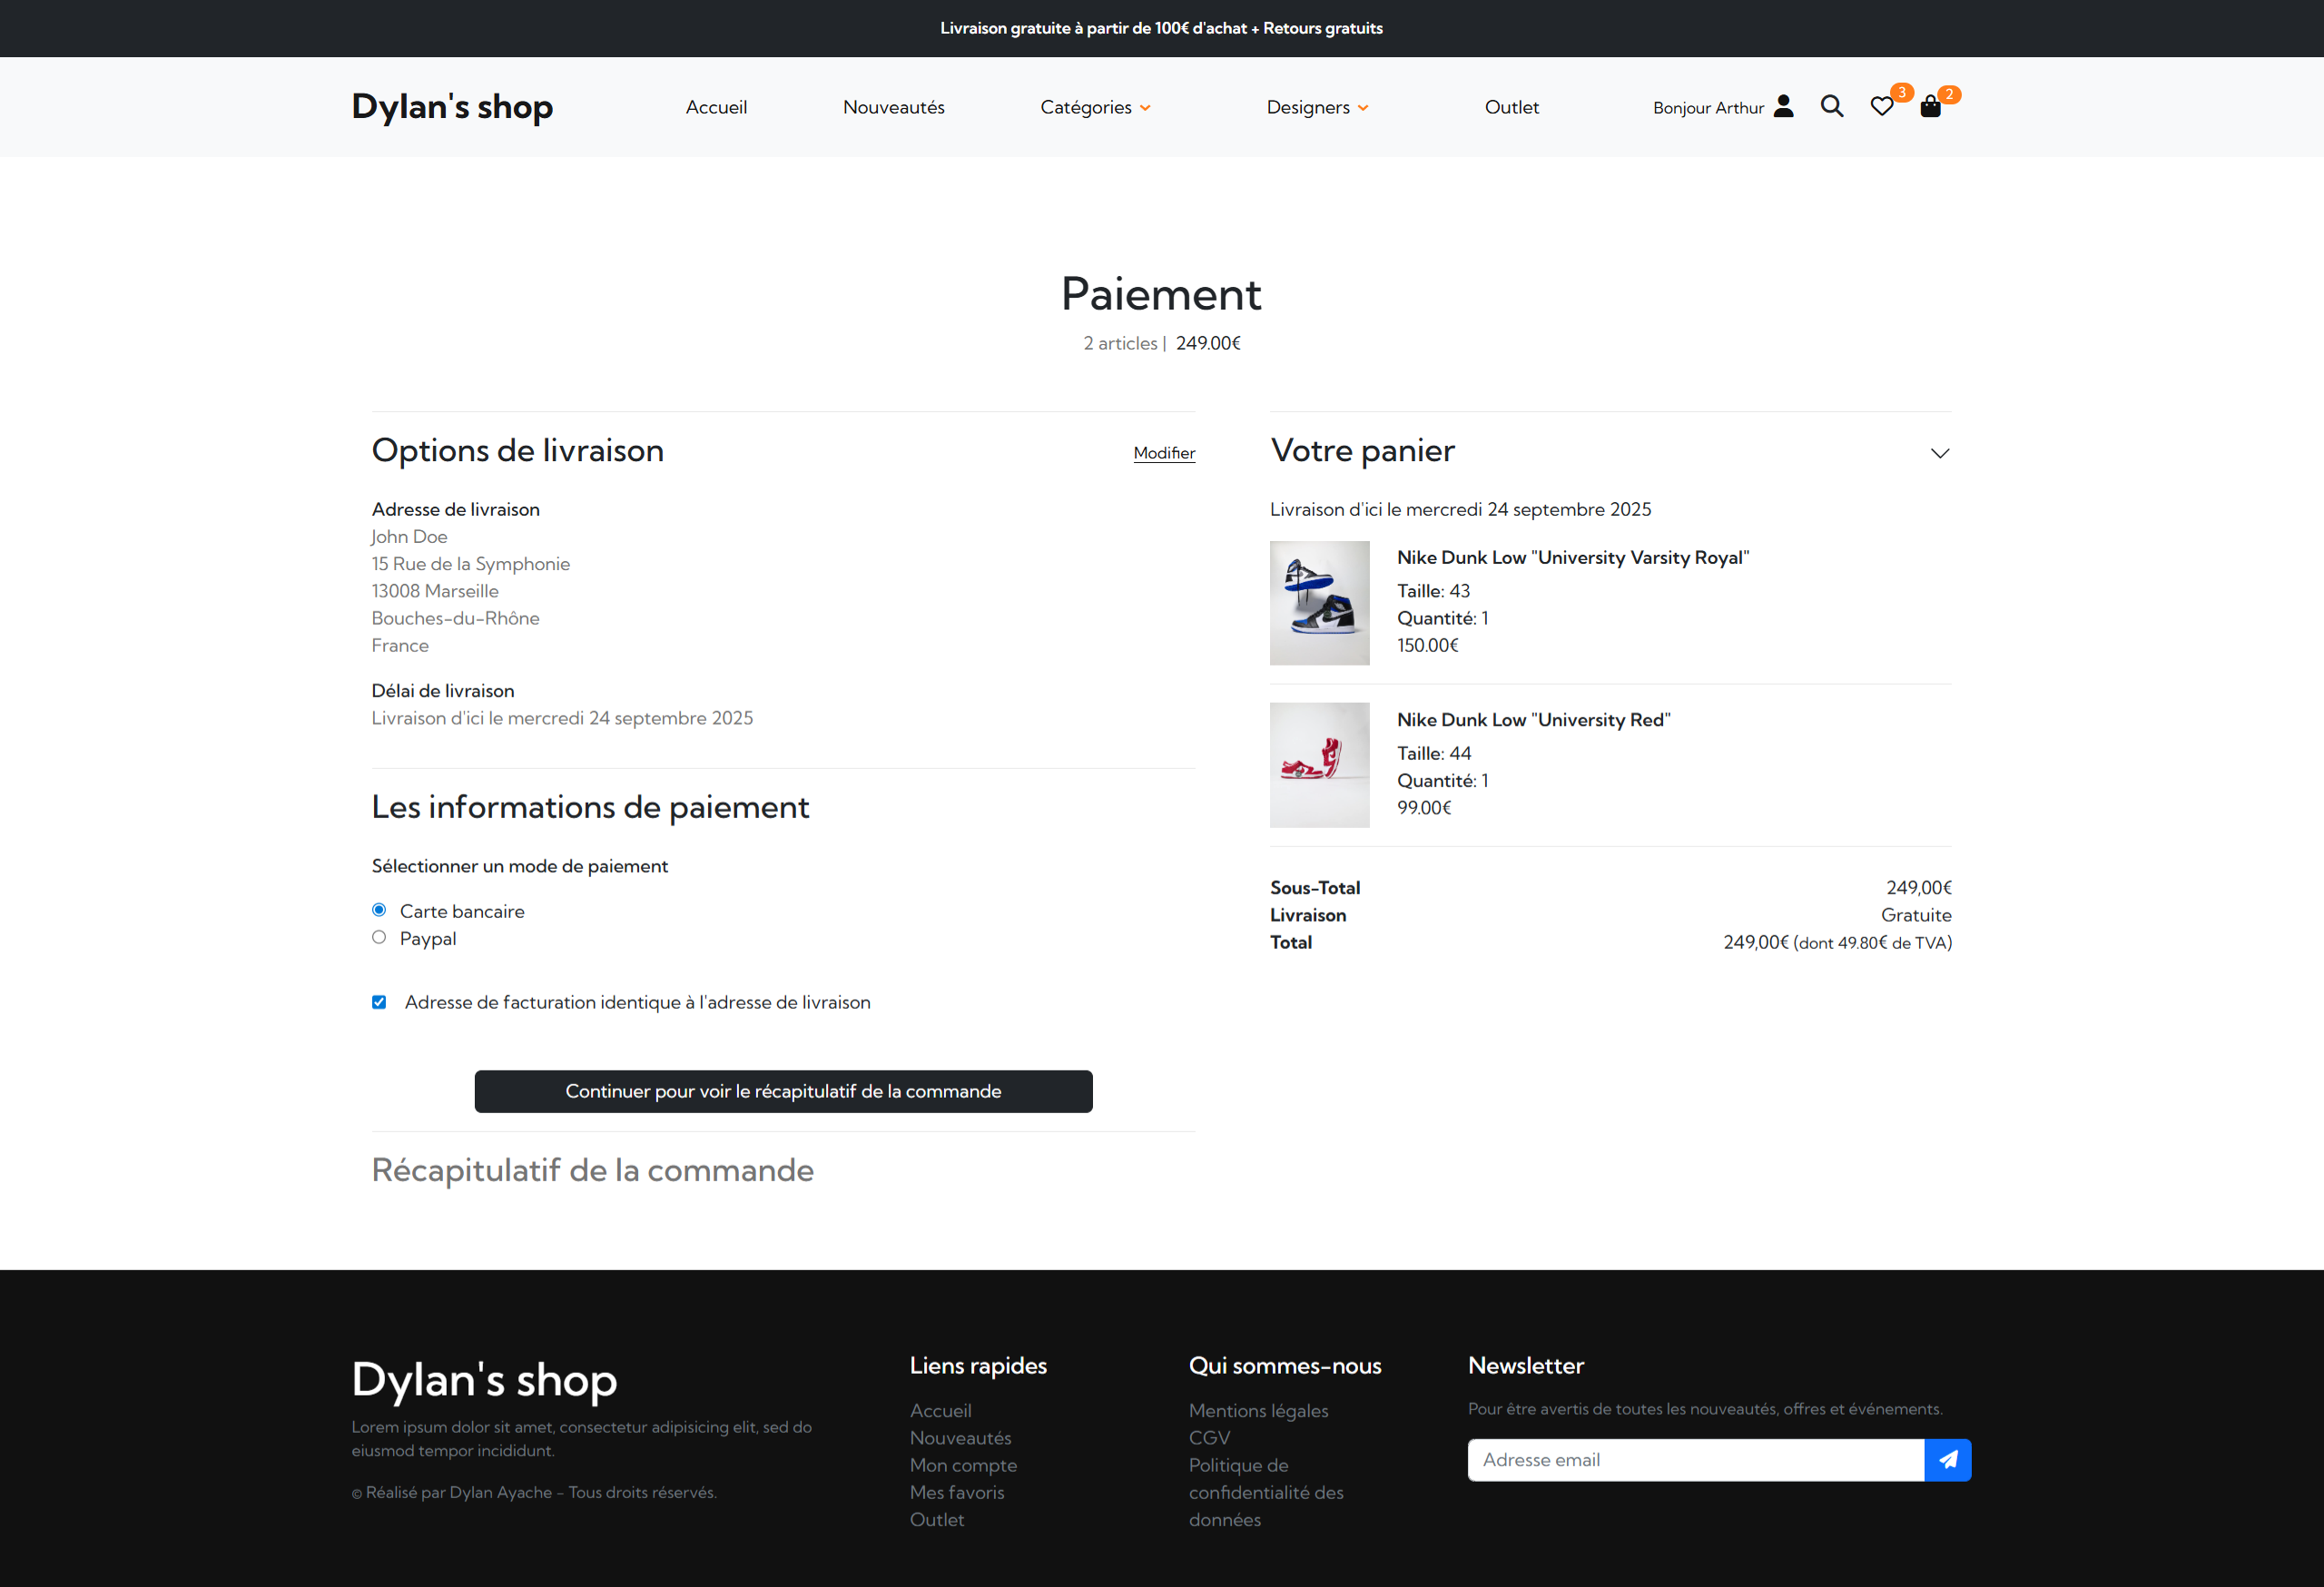 Livraison gratuite à partir de 100€ d'achat + Retours gratuits
Dylan's shop
Accueil
Nouveautés
Catégories
Designers
Outlet
Bonjour Arthur
3
2
Paiement
2 articles | 249.00€
Options de livraison
Modifier
Adresse de livraison
John Doe
15 Rue de la Symphonie
13008 Marseille
Bouches-du-Rhône
France
Délai de livraison
Livraison d'ici le mercredi 24 septembre 2025
Les informations de paiement
Sélectionner un mode de paiement
Carte bancaire
Paypal
Adresse de facturation identique à l'adresse de livraison
Continuer pour voir le récapitulatif de la commande
Récapitulatif de la commande
Votre panier
Livraison d'ici le mercredi 24 septembre 2025
Nike Dunk Low "University Varsity Royal"
Taille: 43
Quantité: 1
150.00€
Nike Dunk Low "University Red"
Taille: 44
Quantité: 1
99.00€
Sous-Total 249,00€
Livraison Gratuite
Total 249,00€ (dont 49.80€ de TVA)
Dylan's shop
Lorem ipsum dolor sit amet, consectetur adipisicing elit, sed do
eiusmod tempor incididunt.
© Réalisé par Dylan Ayache - Tous droits réservés.
Liens rapides
Accueil
Nouveautés
Mon compte
Mes favoris
Outlet
Qui sommes-nous
Mentions légales
CGV
Politique de
confidentialité des
données
Newsletter
Pour être avertis de toutes les nouveautés, offres et événements.
Adresse email